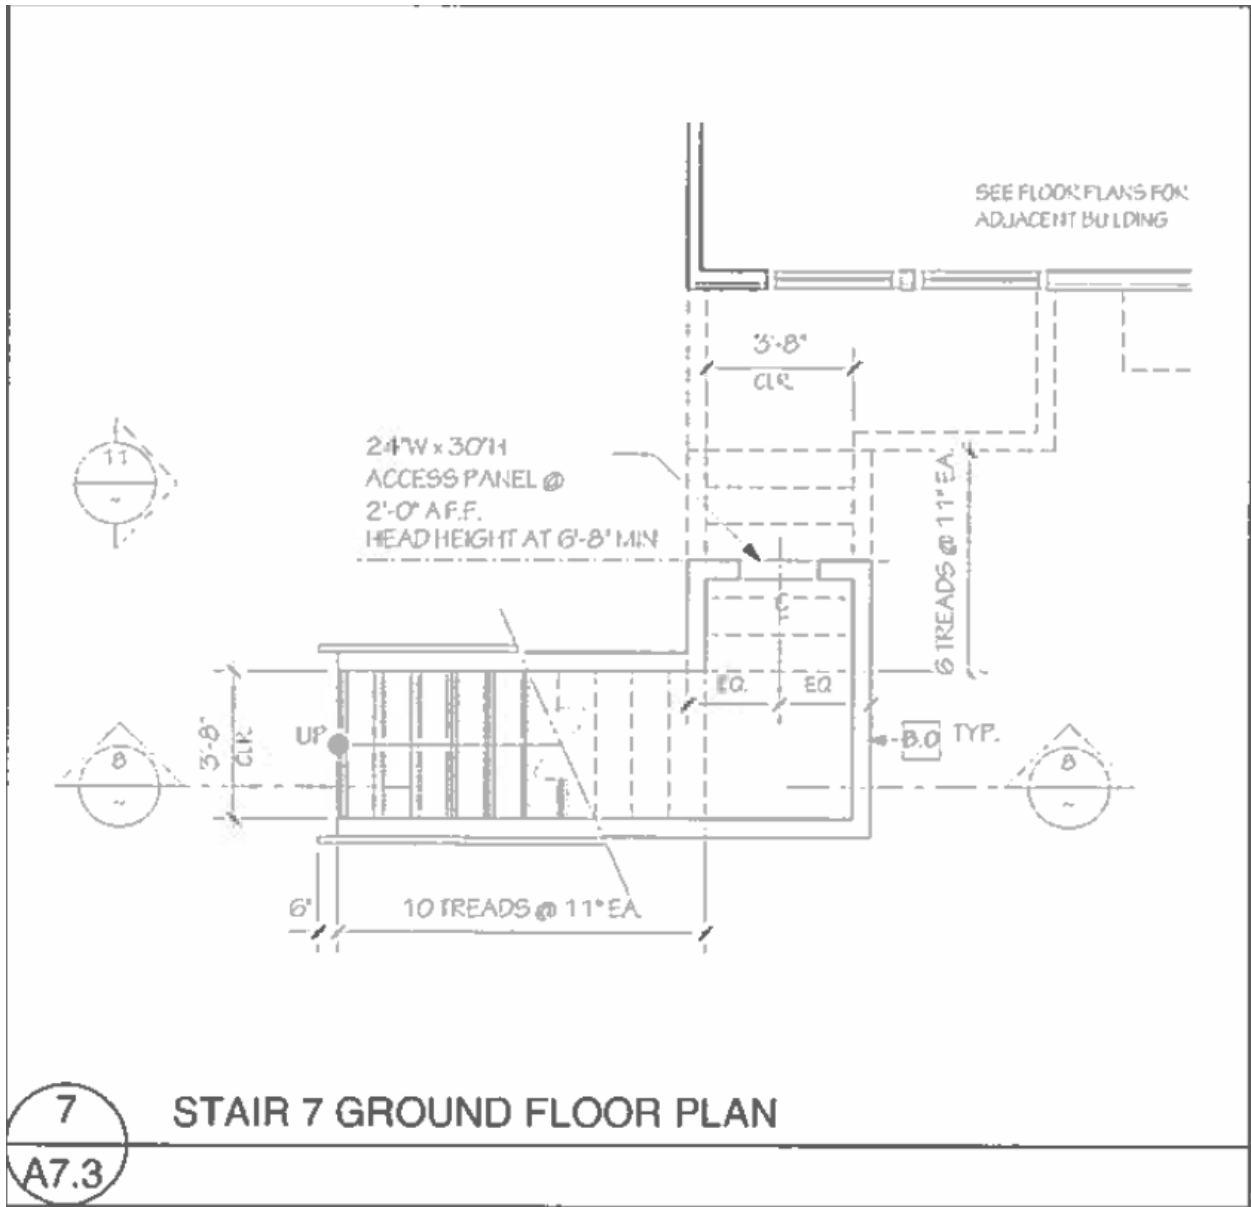 SEE FLOOR PLANS FOR
ADJACENT BUILDING
3'-8"
CLR
24"W x 30"H
ACCESS PANEL @
2'-0" A.F.F.
HEAD HEIGHT AT 6'-8" MIN
11
~
6 TREADS @ 11" EA.
EQ.
EQ
UP
3'-8"
CLR
8
~
B.O
TYP.
8
~
6"
10 TREADS @ 11" EA
7
STAIR 7 GROUND FLOOR PLAN
A7.3